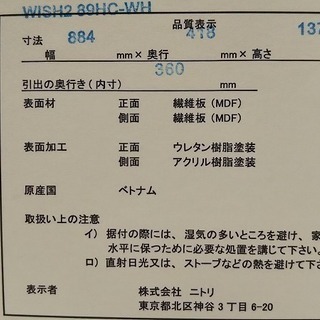 WISH2 89HC-WH
品質表示
寸法 884 418 137
幅 mm× 奥行 mm× 高さ
360
引出の奥行き(内寸) mm
表面材 正面 繊維板(MDF)
側面 繊維板(MDF)
表面加工 正面 ウレタン樹脂塗装
側面 アクリル樹脂塗装
原産国 ベトナム
取扱い上の注意
イ) 据付の際には、湿気の多いところを避け、家
水平に保つために必要な処置を講じて下さい。
ロ) 直射日光又は、ストーブなどの熱を避けて下
表示者 株式会社 ニトリ
東京都北区神谷3丁目6-20